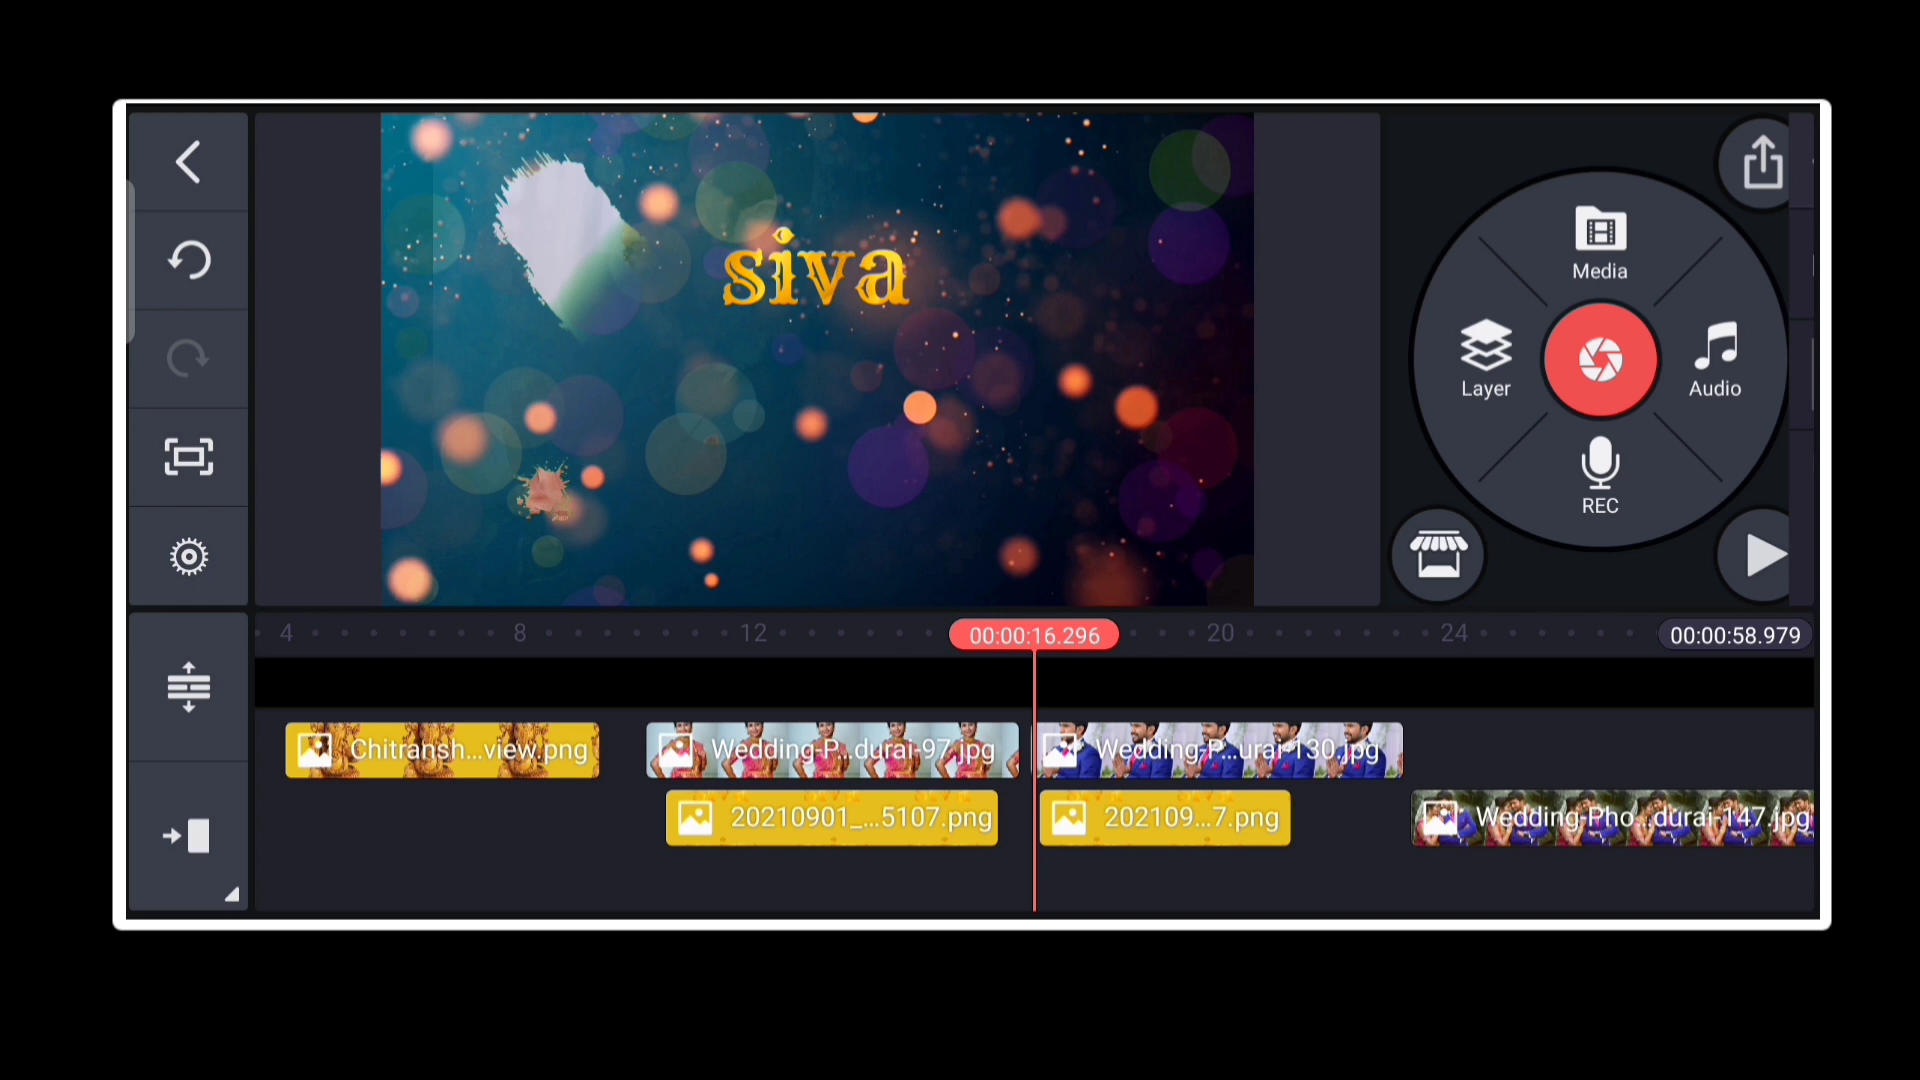 siva
Media
Layer
Audio
REC
4 8 12 00:00:16.296 20 24 00:00:58.979
Chitransh...view.png
Wedding-P...durai-97.jpg
Wedding-P...urai-130.jpg
20210901_...5107.png
202109...7.png
Wedding-Pho...durai-147.jpg